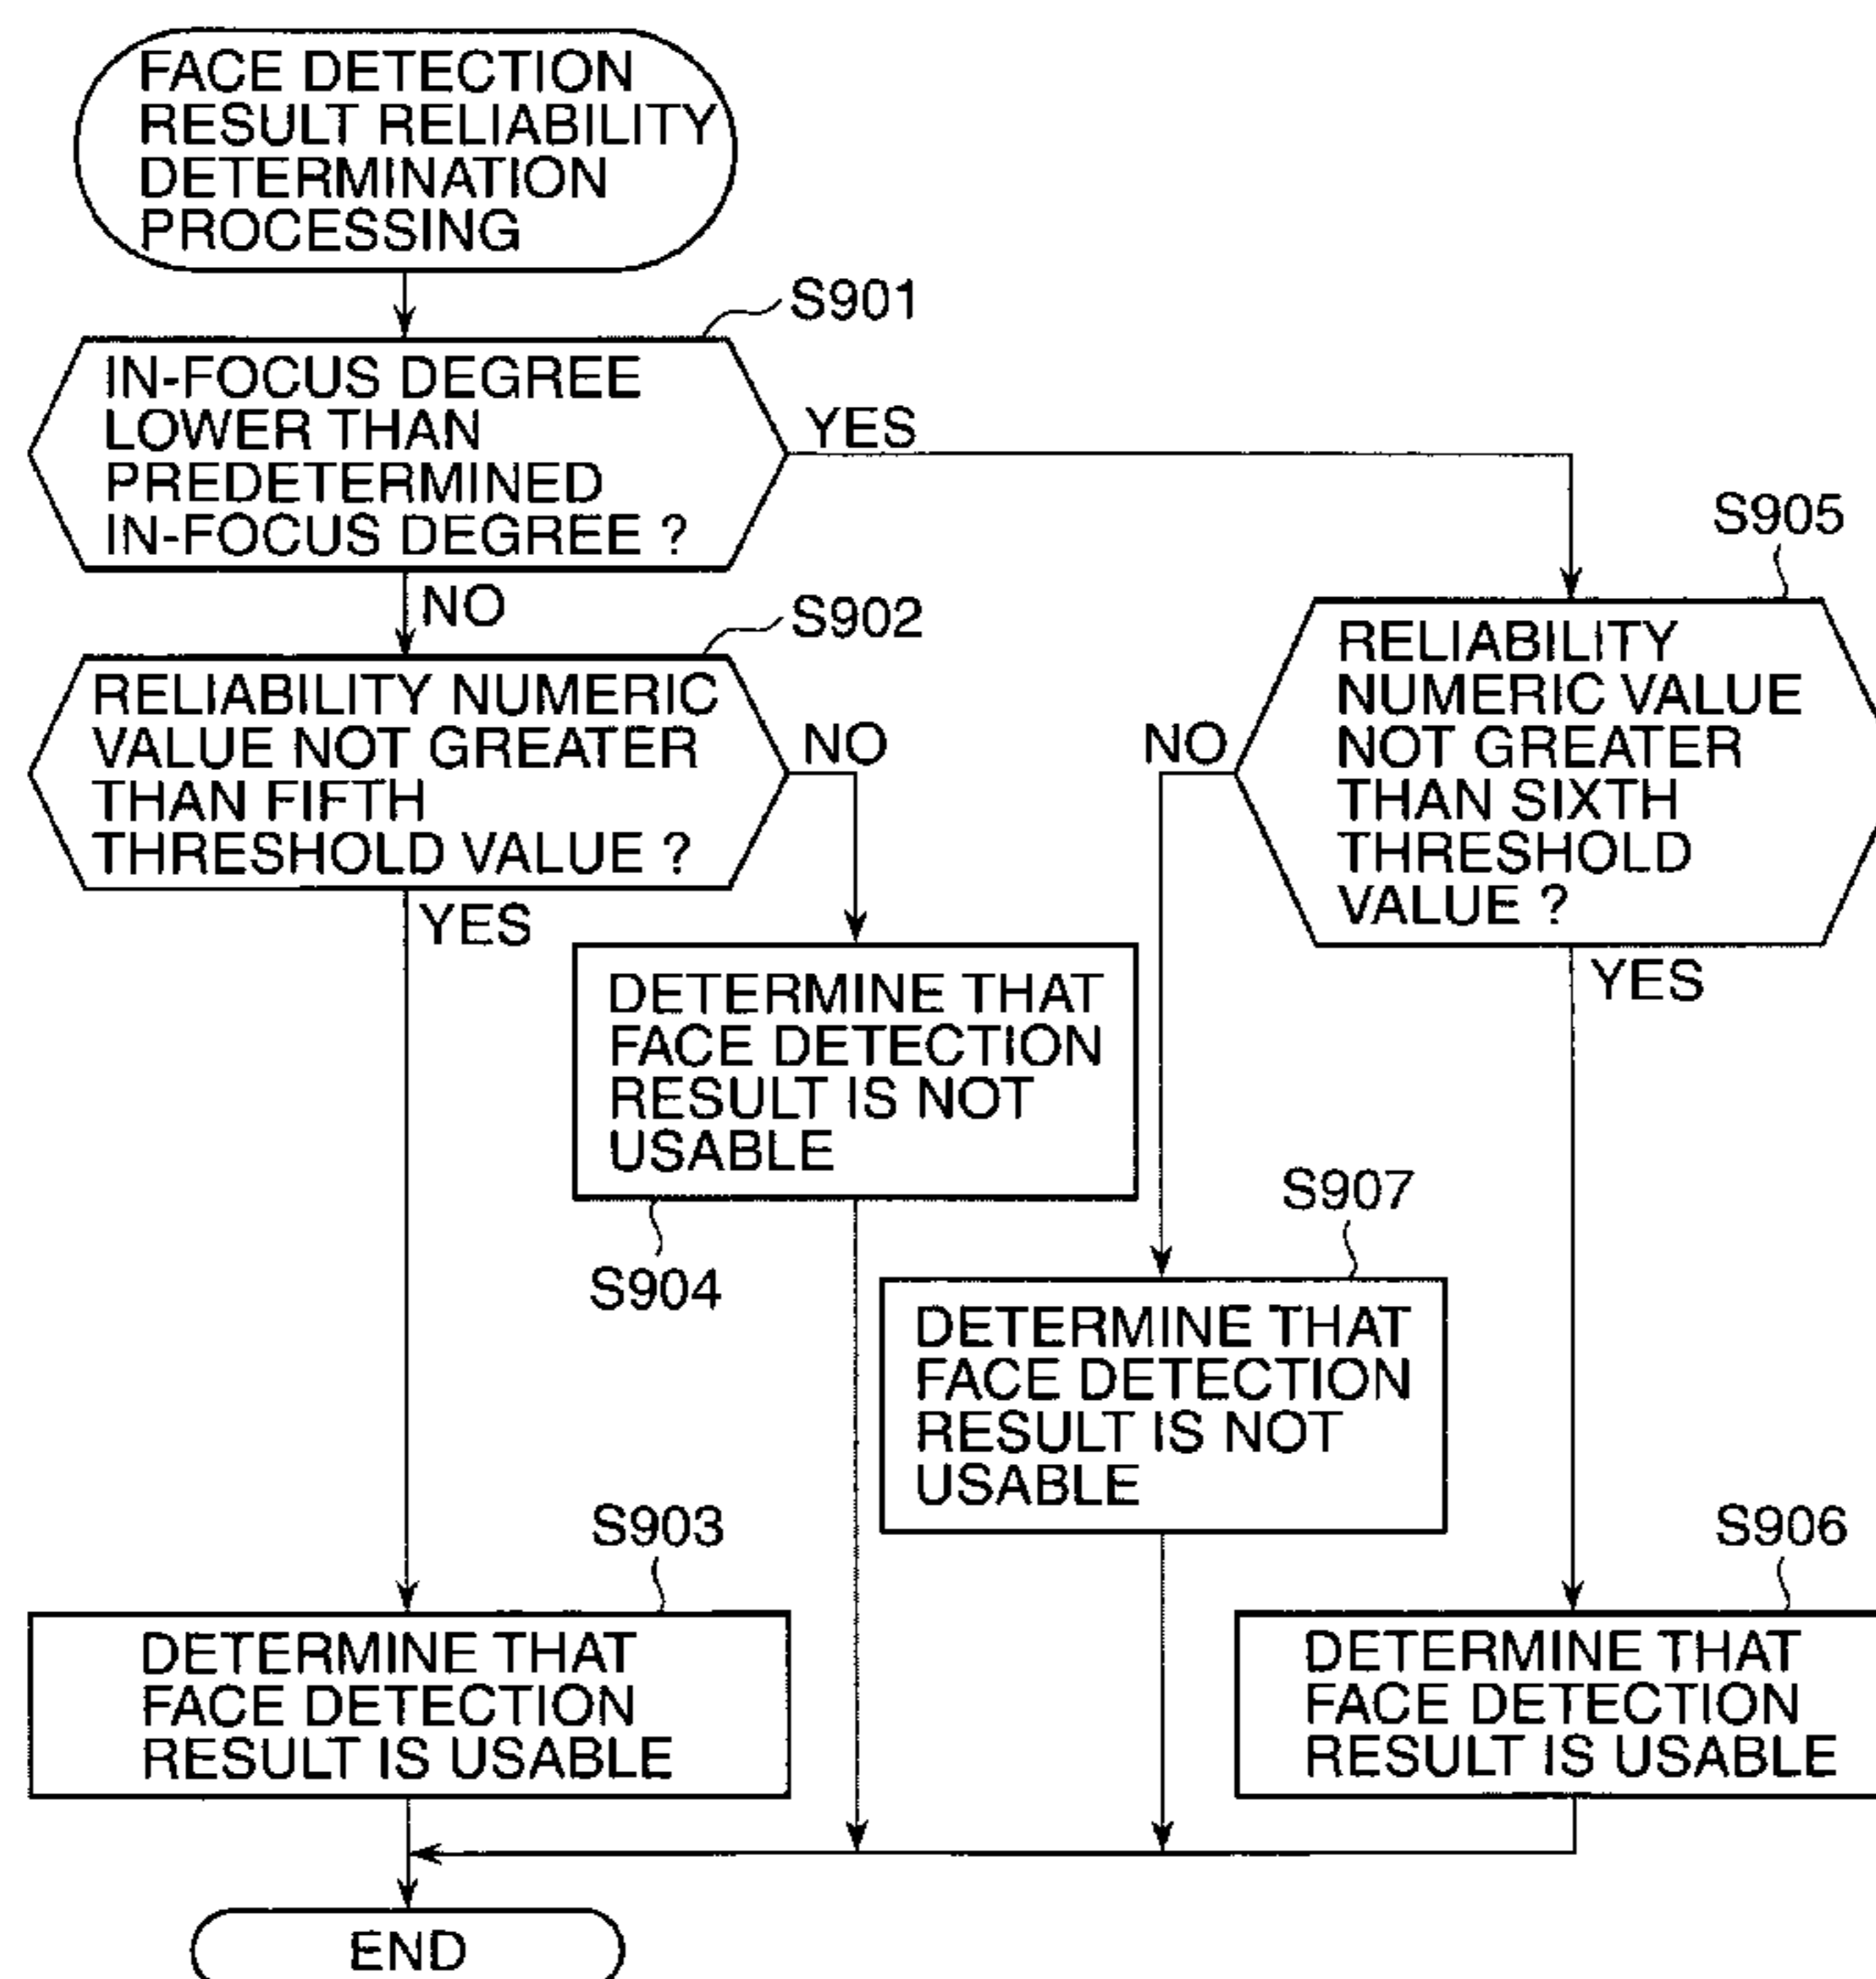 FACE DETECTION
RESULT RELIABILITY
DETERMINATION
PROCESSING
S901
IN-FOCUS DEGREE
LOWER THAN
PREDETERMINED
IN-FOCUS DEGREE ?
YES
NO
S902
RELIABILITY NUMERIC
VALUE NOT GREATER
THAN FIFTH
THRESHOLD VALUE ?
NO
YES
S905
RELIABILITY
NUMERIC VALUE
NOT GREATER
THAN SIXTH
THRESHOLD
VALUE ?
NO
YES
DETERMINE THAT
FACE DETECTION
RESULT IS NOT
USABLE
S904
S907
DETERMINE THAT
FACE DETECTION
RESULT IS NOT
USABLE
S903
DETERMINE THAT
FACE DETECTION
RESULT IS USABLE
S906
DETERMINE THAT
FACE DETECTION
RESULT IS USABLE
END